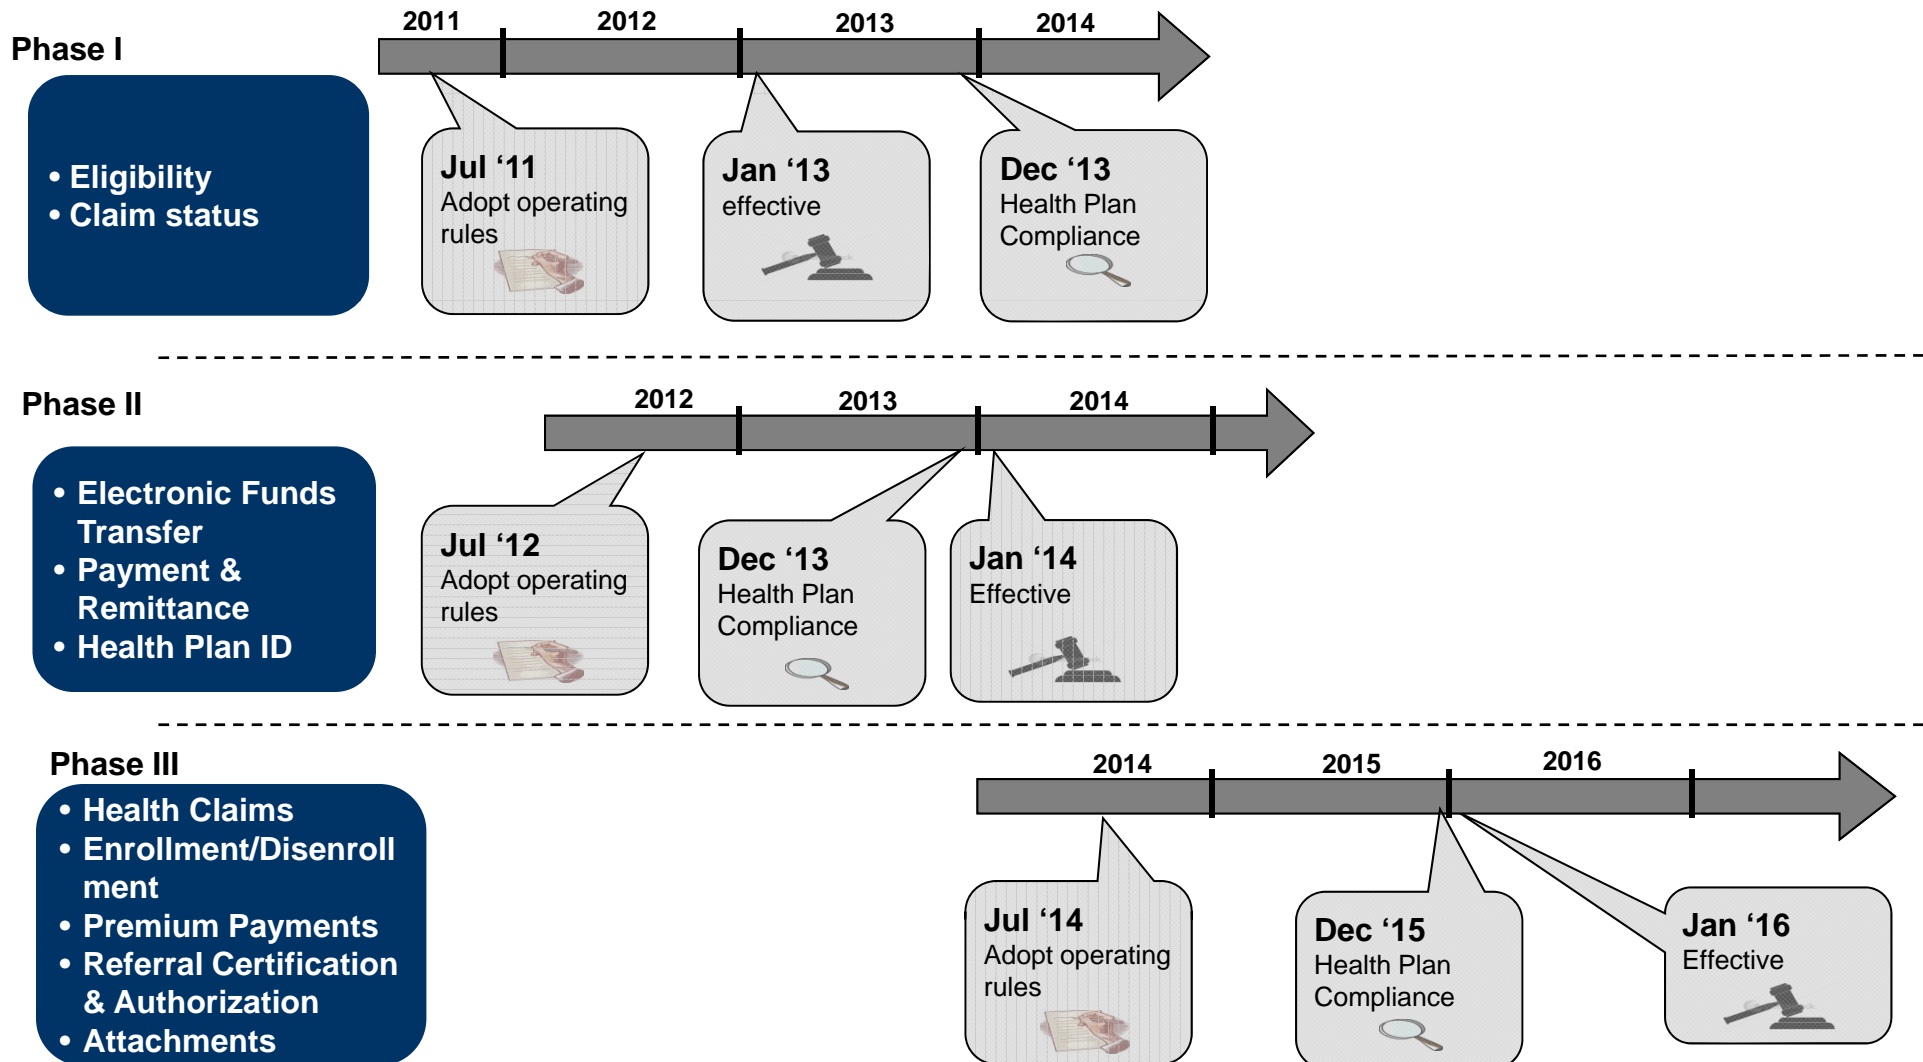 Phase I
2011 2012 2013 2014
• Eligibility
• Claim status
Jul ‘11
Adopt operating
rules
Jan ‘13
effective
Dec ‘13
Health Plan
Compliance
Phase II
2012 2013 2014
• Electronic Funds
Transfer
• Payment &
Remittance
• Health Plan ID
Jul ‘12
Adopt operating
rules
Dec ‘13
Health Plan
Compliance
Jan ‘14
Effective
Phase III
2014 2015 2016
• Health Claims
• Enrollment/Disenroll
ment
• Premium Payments
• Referral Certification
& Authorization
• Attachments
Jul ‘14
Adopt operating
rules
Dec ‘15
Health Plan
Compliance
Jan ‘16
Effective